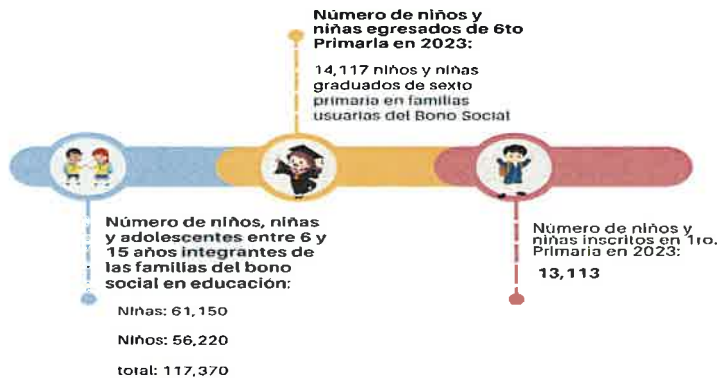 Número de niños y
niñas egresados de 6to
Primaria en 2023:
14,117 niños y niñas
graduados de sexto
primaria en familias
usuarias del Bono Social
Número de niños, niñas
y adolescentes entre 6 y
15 años integrantes de
las familias del bono
social en educación:
Niñas: 61,150
Niños: 56,220
total: 117,370
Número de niños y
niñas inscritos en 1ro.
Primaria en 2023:
13,113